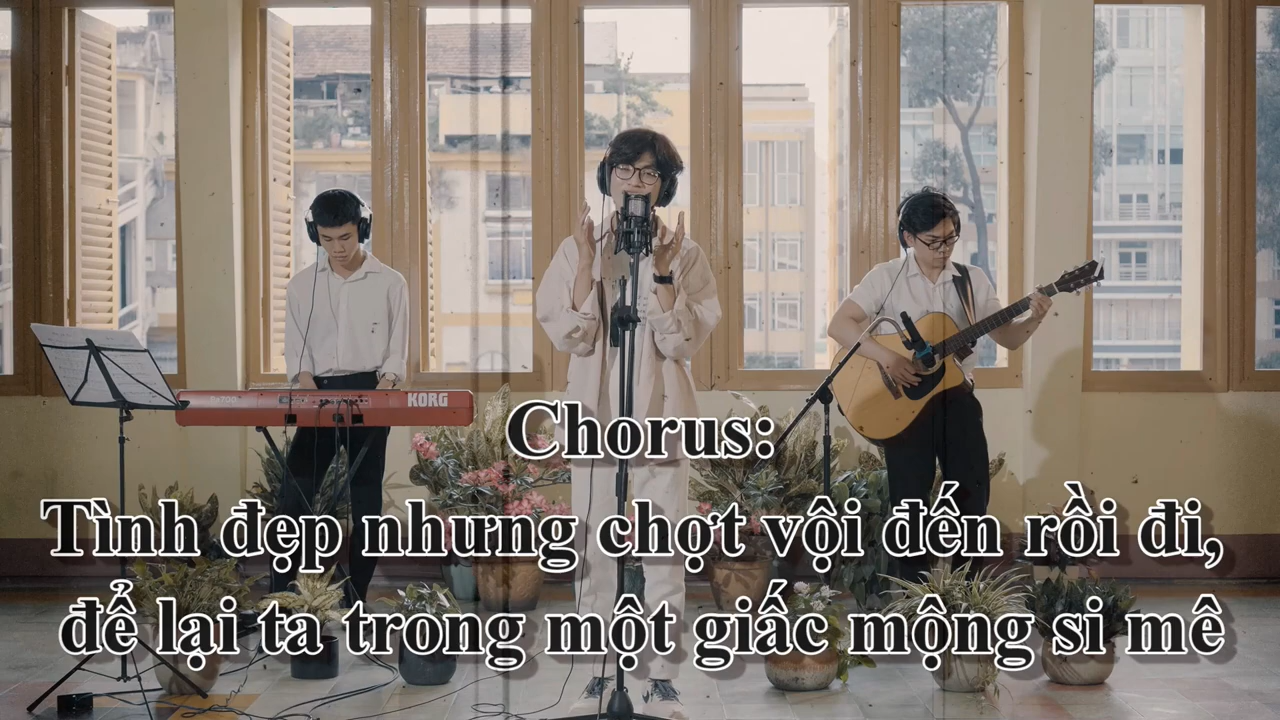 KORG
Chorus:
Tình đẹp nhưng chợt vội đến rồi đi,
để lại ta trong một giấc mộng si mê